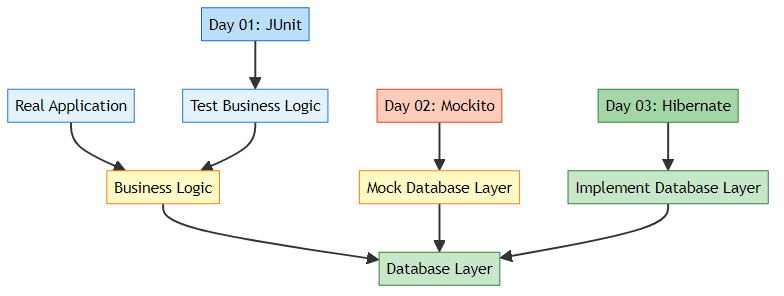 Day 01: JUnit
Real Application
Test Business Logic
Day 02: Mockito
Day 03: Hibernate
Business Logic
Mock Database Layer
Implement Database Layer
Database Layer